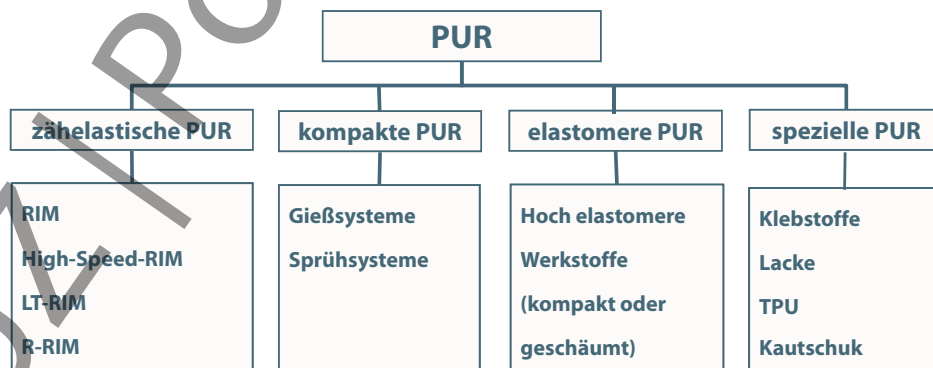 PUR
zähelastische PUR
kompakte PUR
elastomere PUR
spezielle PUR
RIM
High-Speed-RIM
LT-RIM
R-RIM
Gießsysteme
Sprühsysteme
Hoch elastomere
Werkstoffe
(kompakt oder
geschäumt)
Klebstoffe
Lacke
TPU
Kautschuk